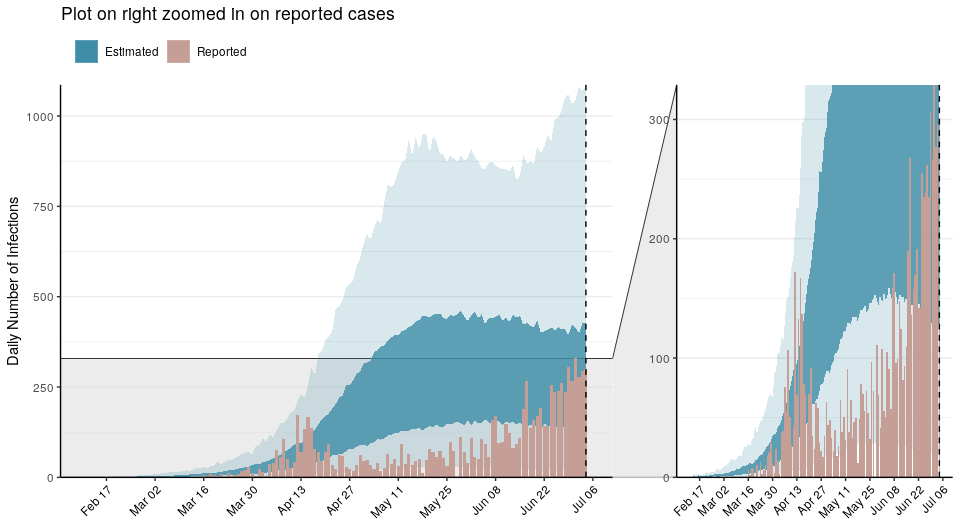 Plot on right zoomed in on reported cases
Estimated Reported
Daily Number of Infections
1000
750
500
250
0
Feb 17 Mar 02 Mar 16 Mar 30 Apr 13 Apr 27 May 11 May 25 Jun 08 Jun 22 Jul 06
300
200
100
0
Feb 17 Mar 02 Mar 16 Mar 30 Apr 13 Apr 27 May 11 May 25 Jun 08 Jun 22 Jul 06